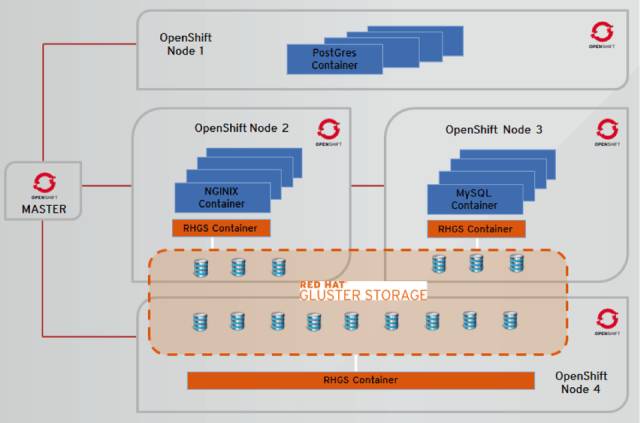 OpenShift
Node 1
PostGres
Container
OPENSHIFT
OpenShift Node 2
OPENSHIFT
NGINIX
Container
RHGS Container
OpenShift Node 3
OPENSHIFT
MySQL
Container
RHGS Container
OPENSHIFT
MASTER
RED HAT
GLUSTER STORAGE
OPENSHIFT
RHGS Container
OpenShift
Node 4